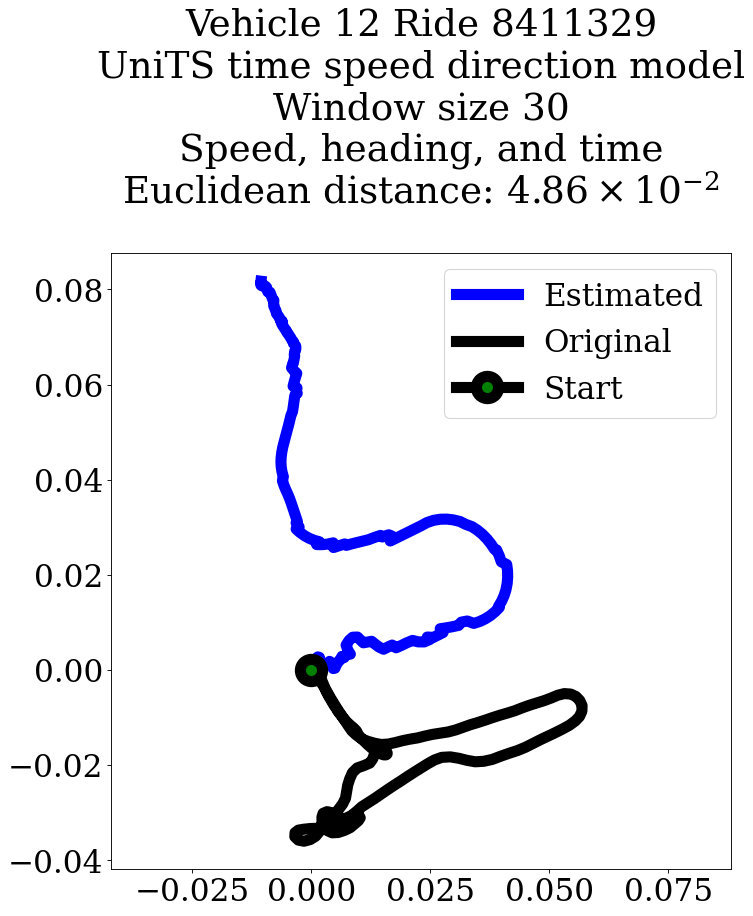 Vehicle 12 Ride 8411329
UniTS time speed direction model
Window size 30
Speed, heading, and time
Euclidean distance: 4.86 × 10⁻²
Estimated
Original
Start
0.08
0.06
0.04
0.02
0.00
−0.02
−0.04
−0.025 0.000 0.025 0.050 0.075